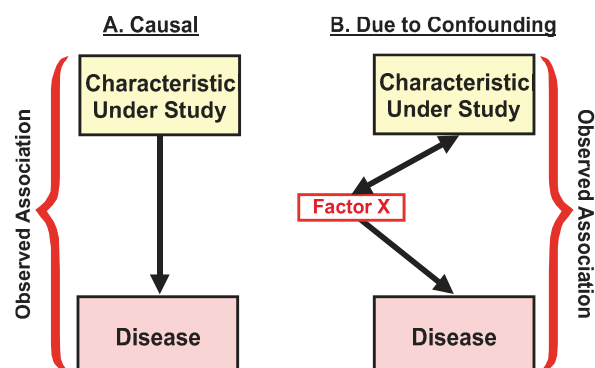 A. Causal
Observed Association
Characteristic
Under Study
Disease
B. Due to Confounding
Characteristic
Under Study
Factor X
Disease
Observed Association